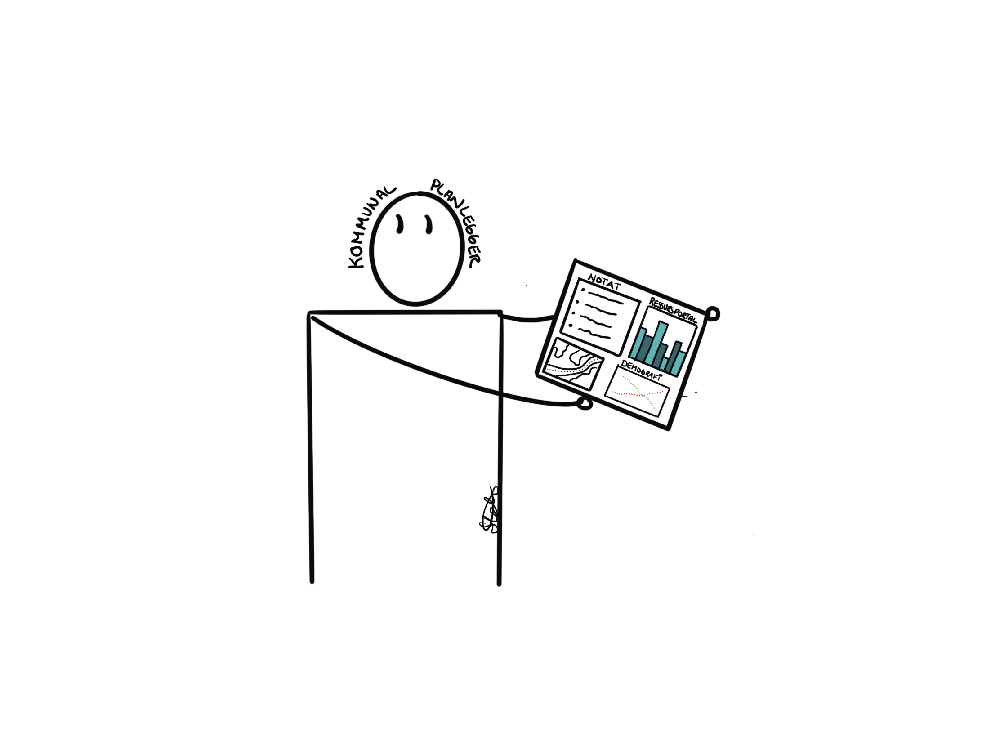 KOMMUNAL PLANLEGGER
NOTAT
RESSURSPORTAL
DEMOGRAFi